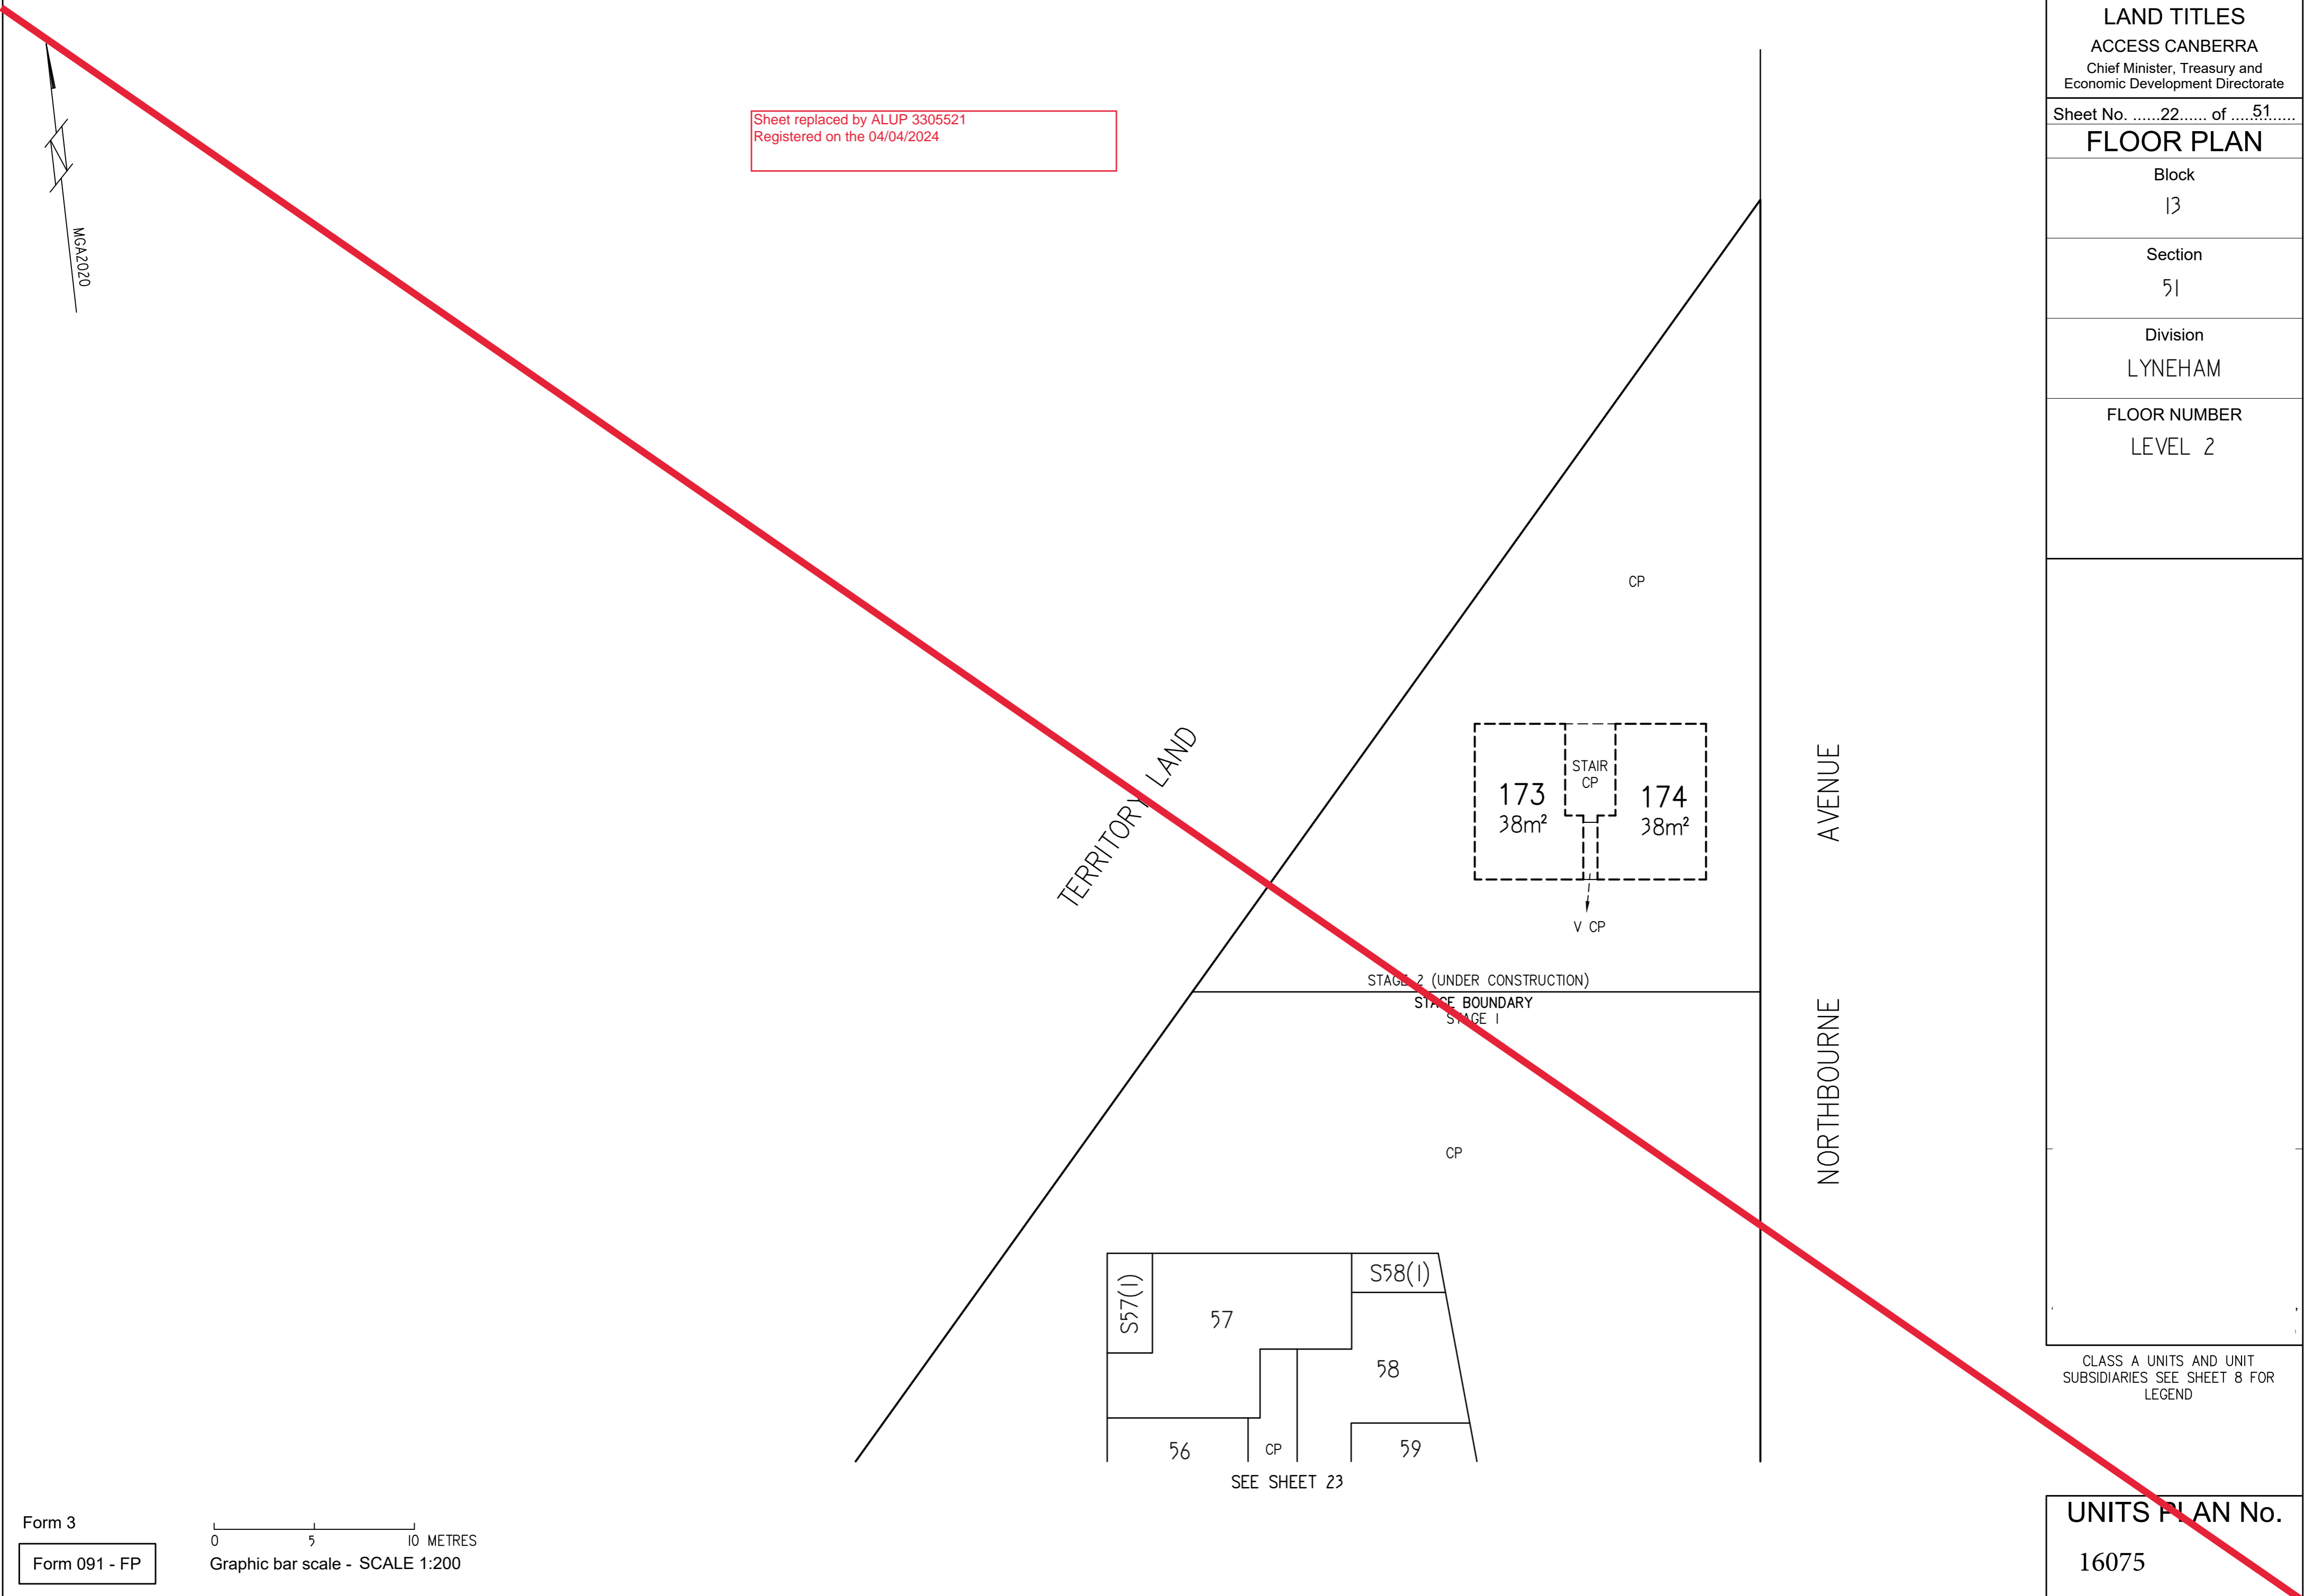 LAND TITLES
ACCESS CANBERRA
Chief Minister, Treasury and
Economic Development Directorate
Sheet No. ......22...... of ....51..............
FLOOR PLAN
Block
13
Section
51
Division
LYNEHAM
FLOOR NUMBER
LEVEL 2
Sheet replaced by ALUP 3305521
Registered on the 04/04/2024
MGA2020
CP
TERRITORY LAND
173
38m²
STAIR
CP
174
38m²
V CP
AVENUE
NORTHBOURNE
STAGE 2 (UNDER CONSTRUCTION)
STAGE BOUNDARY
STAGE 1
CP
S57(1)
57
S58(1)
58
56
CP
59
SEE SHEET 23
CLASS A UNITS AND UNIT
SUBSIDIARIES SEE SHEET 8 FOR
LEGEND
Form 3
Form 091 - FP
0 5 10 METRES
Graphic bar scale - SCALE 1:200
UNITS PLAN No.
16075